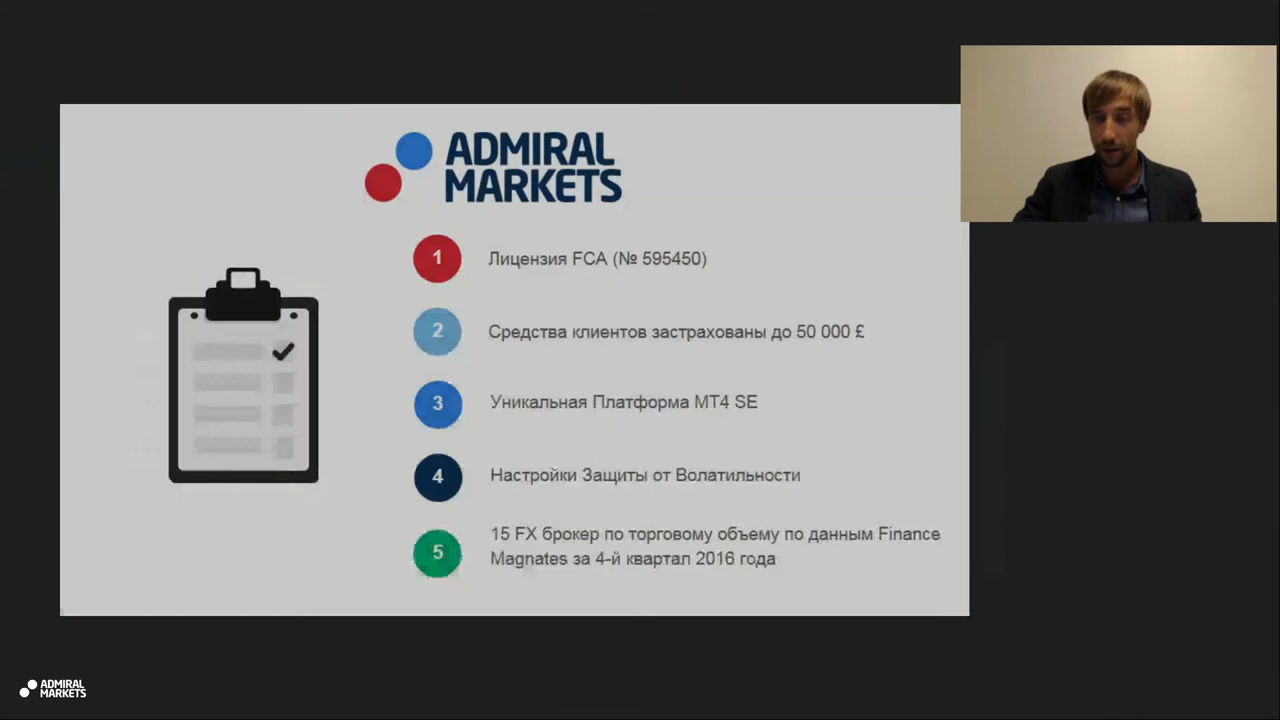 ADMIRAL
MARKETS
1 Лицензия FCA (№ 595450)
2 Средства клиентов застрахованы до 50 000 £
3 Уникальная Платформа MT4 SE
4 Настройки Защиты от Волатильности
5 15 FX брокер по торговому объему по данным Finance
Magnates за 4-й квартал 2016 года
ADMIRAL
MARKETS